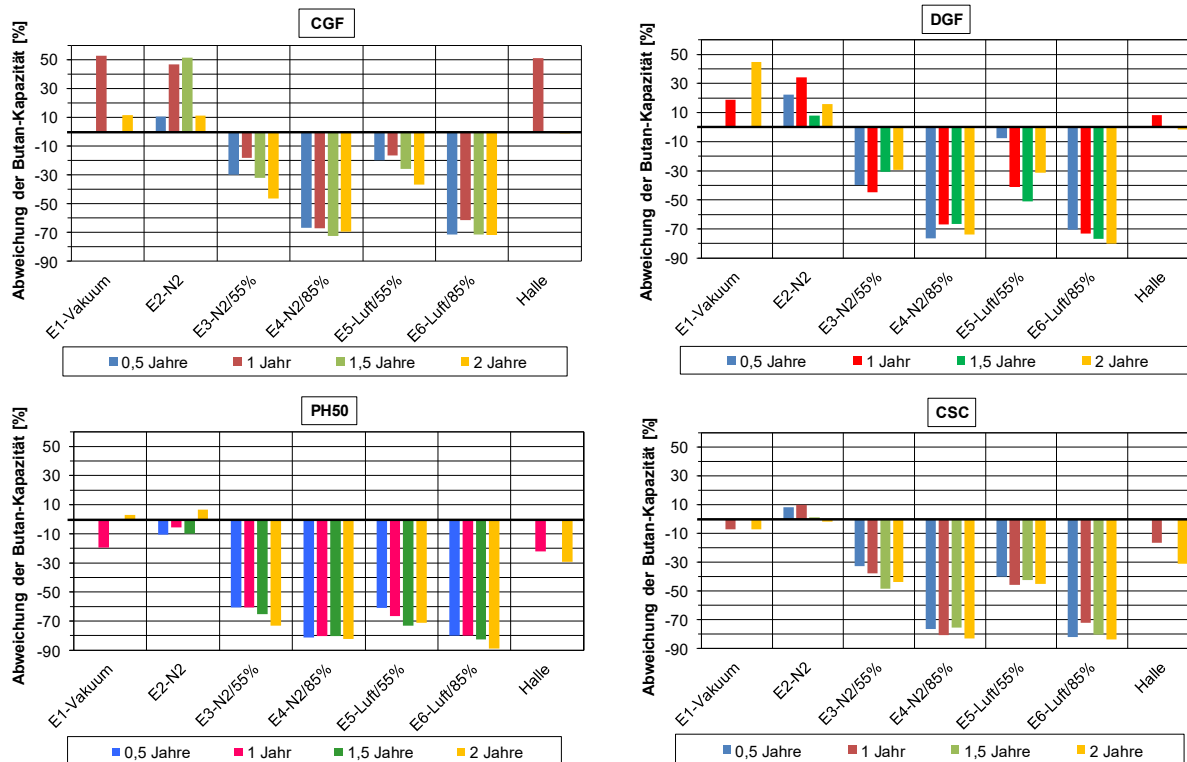 CGF
Abweichung der Butan-Kapazität [%]
50
30
10
-10
-30
-50
-70
-90
E1-Vakuum
E2-N2
E3-N2/55%
E4-N2/85%
E5-Luft/55%
E6-Luft/85%
Halle
0,5 Jahre 1 Jahr 1,5 Jahre 2 Jahre
DGF
Abweichung der Butan-Kapazität [%]
50
30
10
-10
-30
-50
-70
-90
E1-Vakuum
E2-N2
E3-N2/55%
E4-N2/85%
E5-Luft/55%
E6-Luft/85%
Halle
0,5 Jahre 1 Jahr 1,5 Jahre 2 Jahre
PH50
Abweichung der Butan-Kapazität [%]
50
30
10
-10
-30
-50
-70
-90
E1-Vakuum
E2-N2
E3-N2/55%
E4-N2/85%
E5-Luft/55%
E6-Luft/85%
Halle
0,5 Jahre 1 Jahr 1,5 Jahre 2 Jahre
CSC
Abweichung der Butan-Kapazität [%]
50
30
10
-10
-30
-50
-70
-90
E1-Vakuum
E2-N2
E3-N2/55%
E4-N2/85%
E5-Luft/55%
E6-Luft/85%
Halle
0,5 Jahre 1 Jahr 1,5 Jahre 2 Jahre